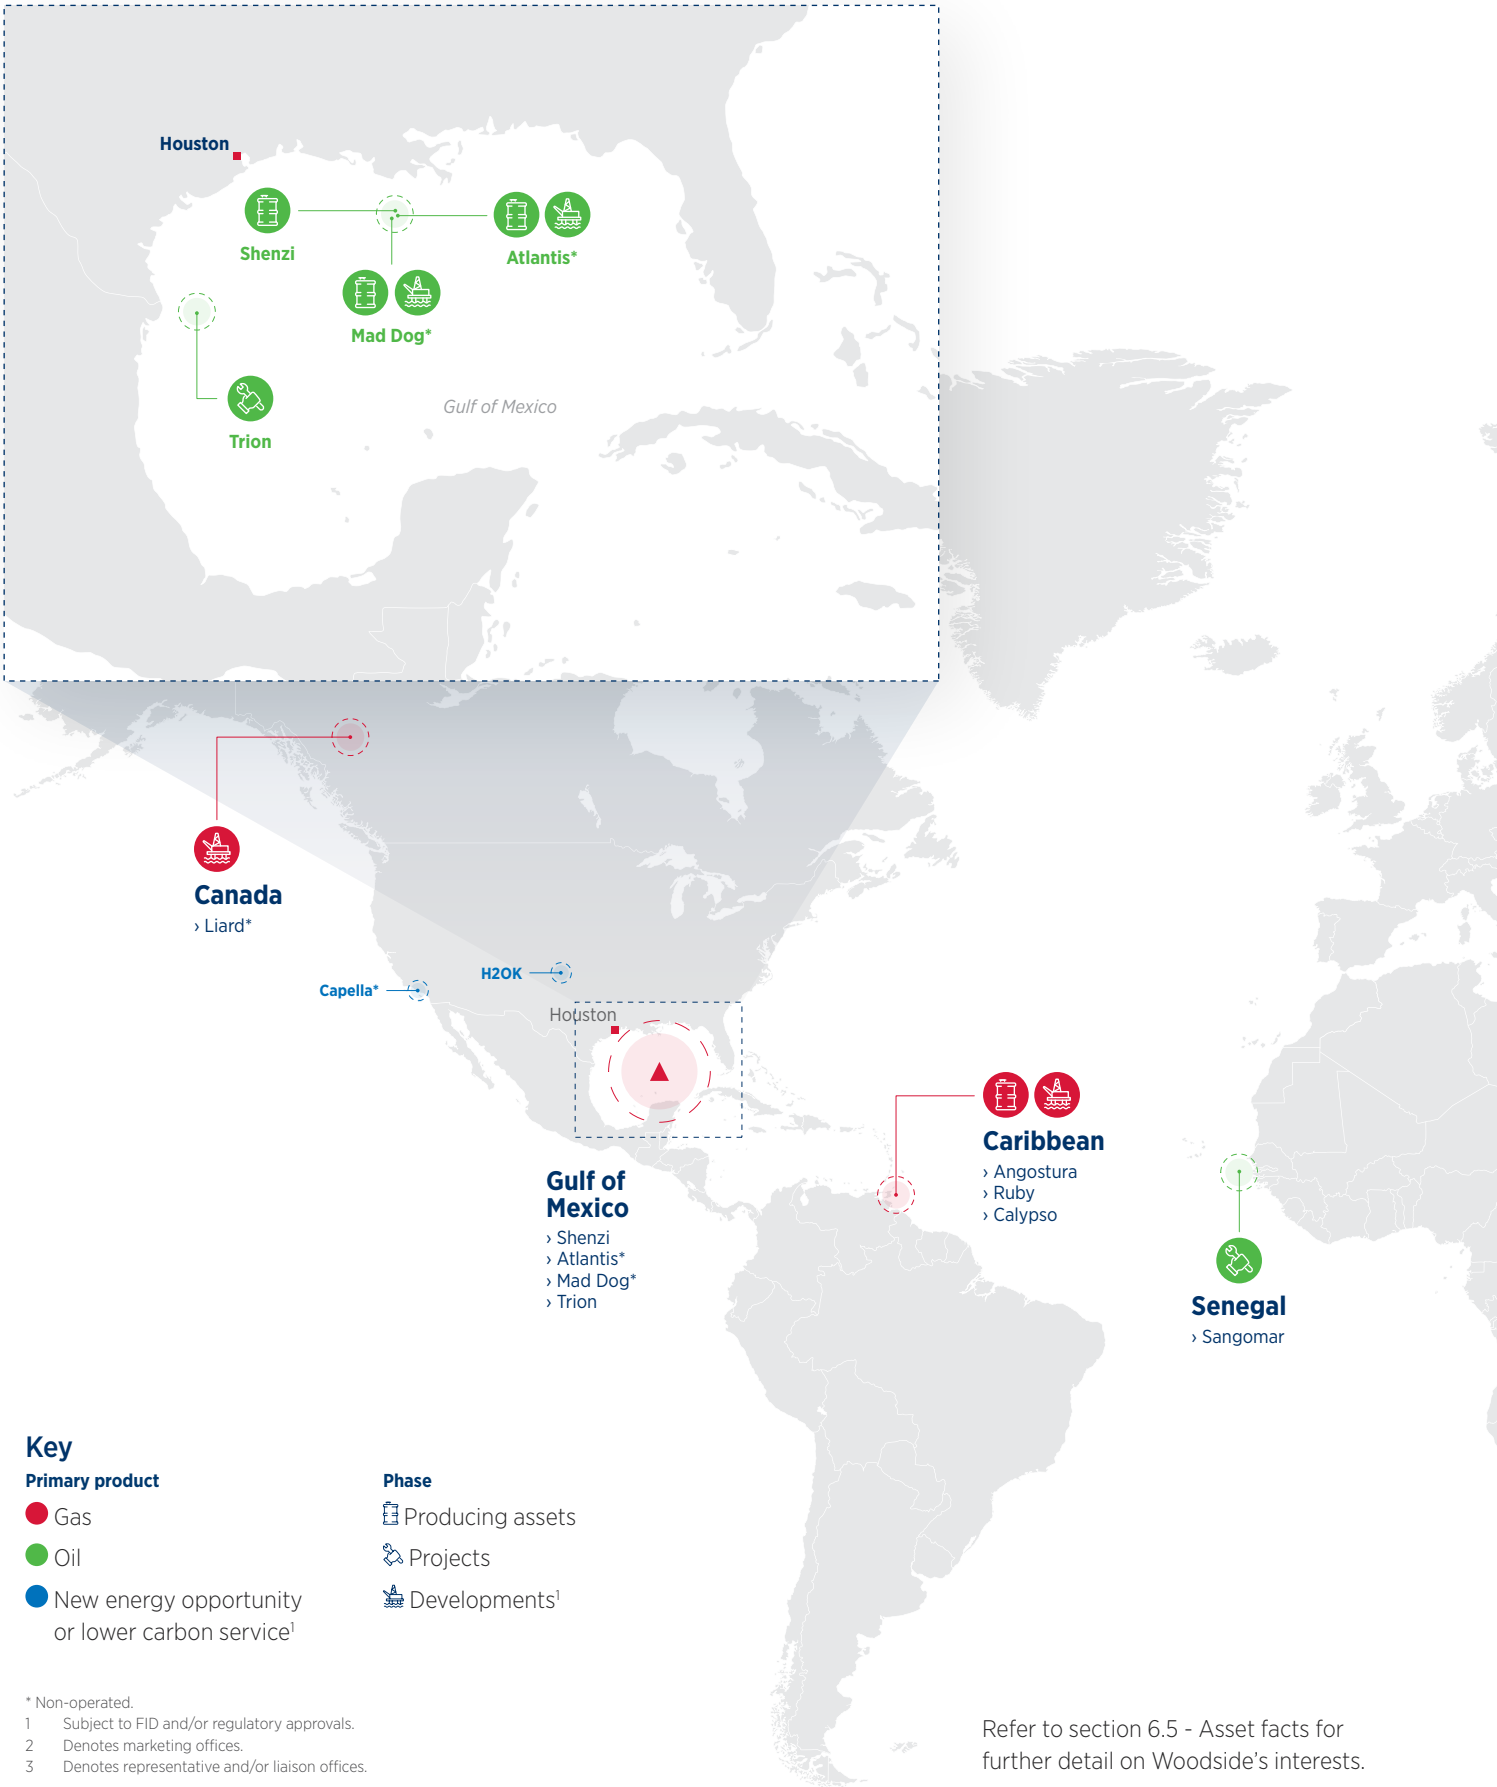 Houston
Shenzi
Atlantis*
Mad Dog*
Gulf of Mexico
Trion
Canada
› Liard*
H2OK
Capella*
Houston
Caribbean
› Angostura
› Ruby
› Calypso
Gulf of
Mexico
› Shenzi
› Atlantis*
› Mad Dog*
› Trion
Senegal
› Sangomar
Key
Primary product
Gas
Oil
New energy opportunity
or lower carbon service¹
Phase
Producing assets
Projects
Developments¹
* Non-operated.
1 Subject to FID and/or regulatory approvals.
2 Denotes marketing offices.
3 Denotes representative and/or liaison offices.
Refer to section 6.5 - Asset facts for
further detail on Woodside’s interests.